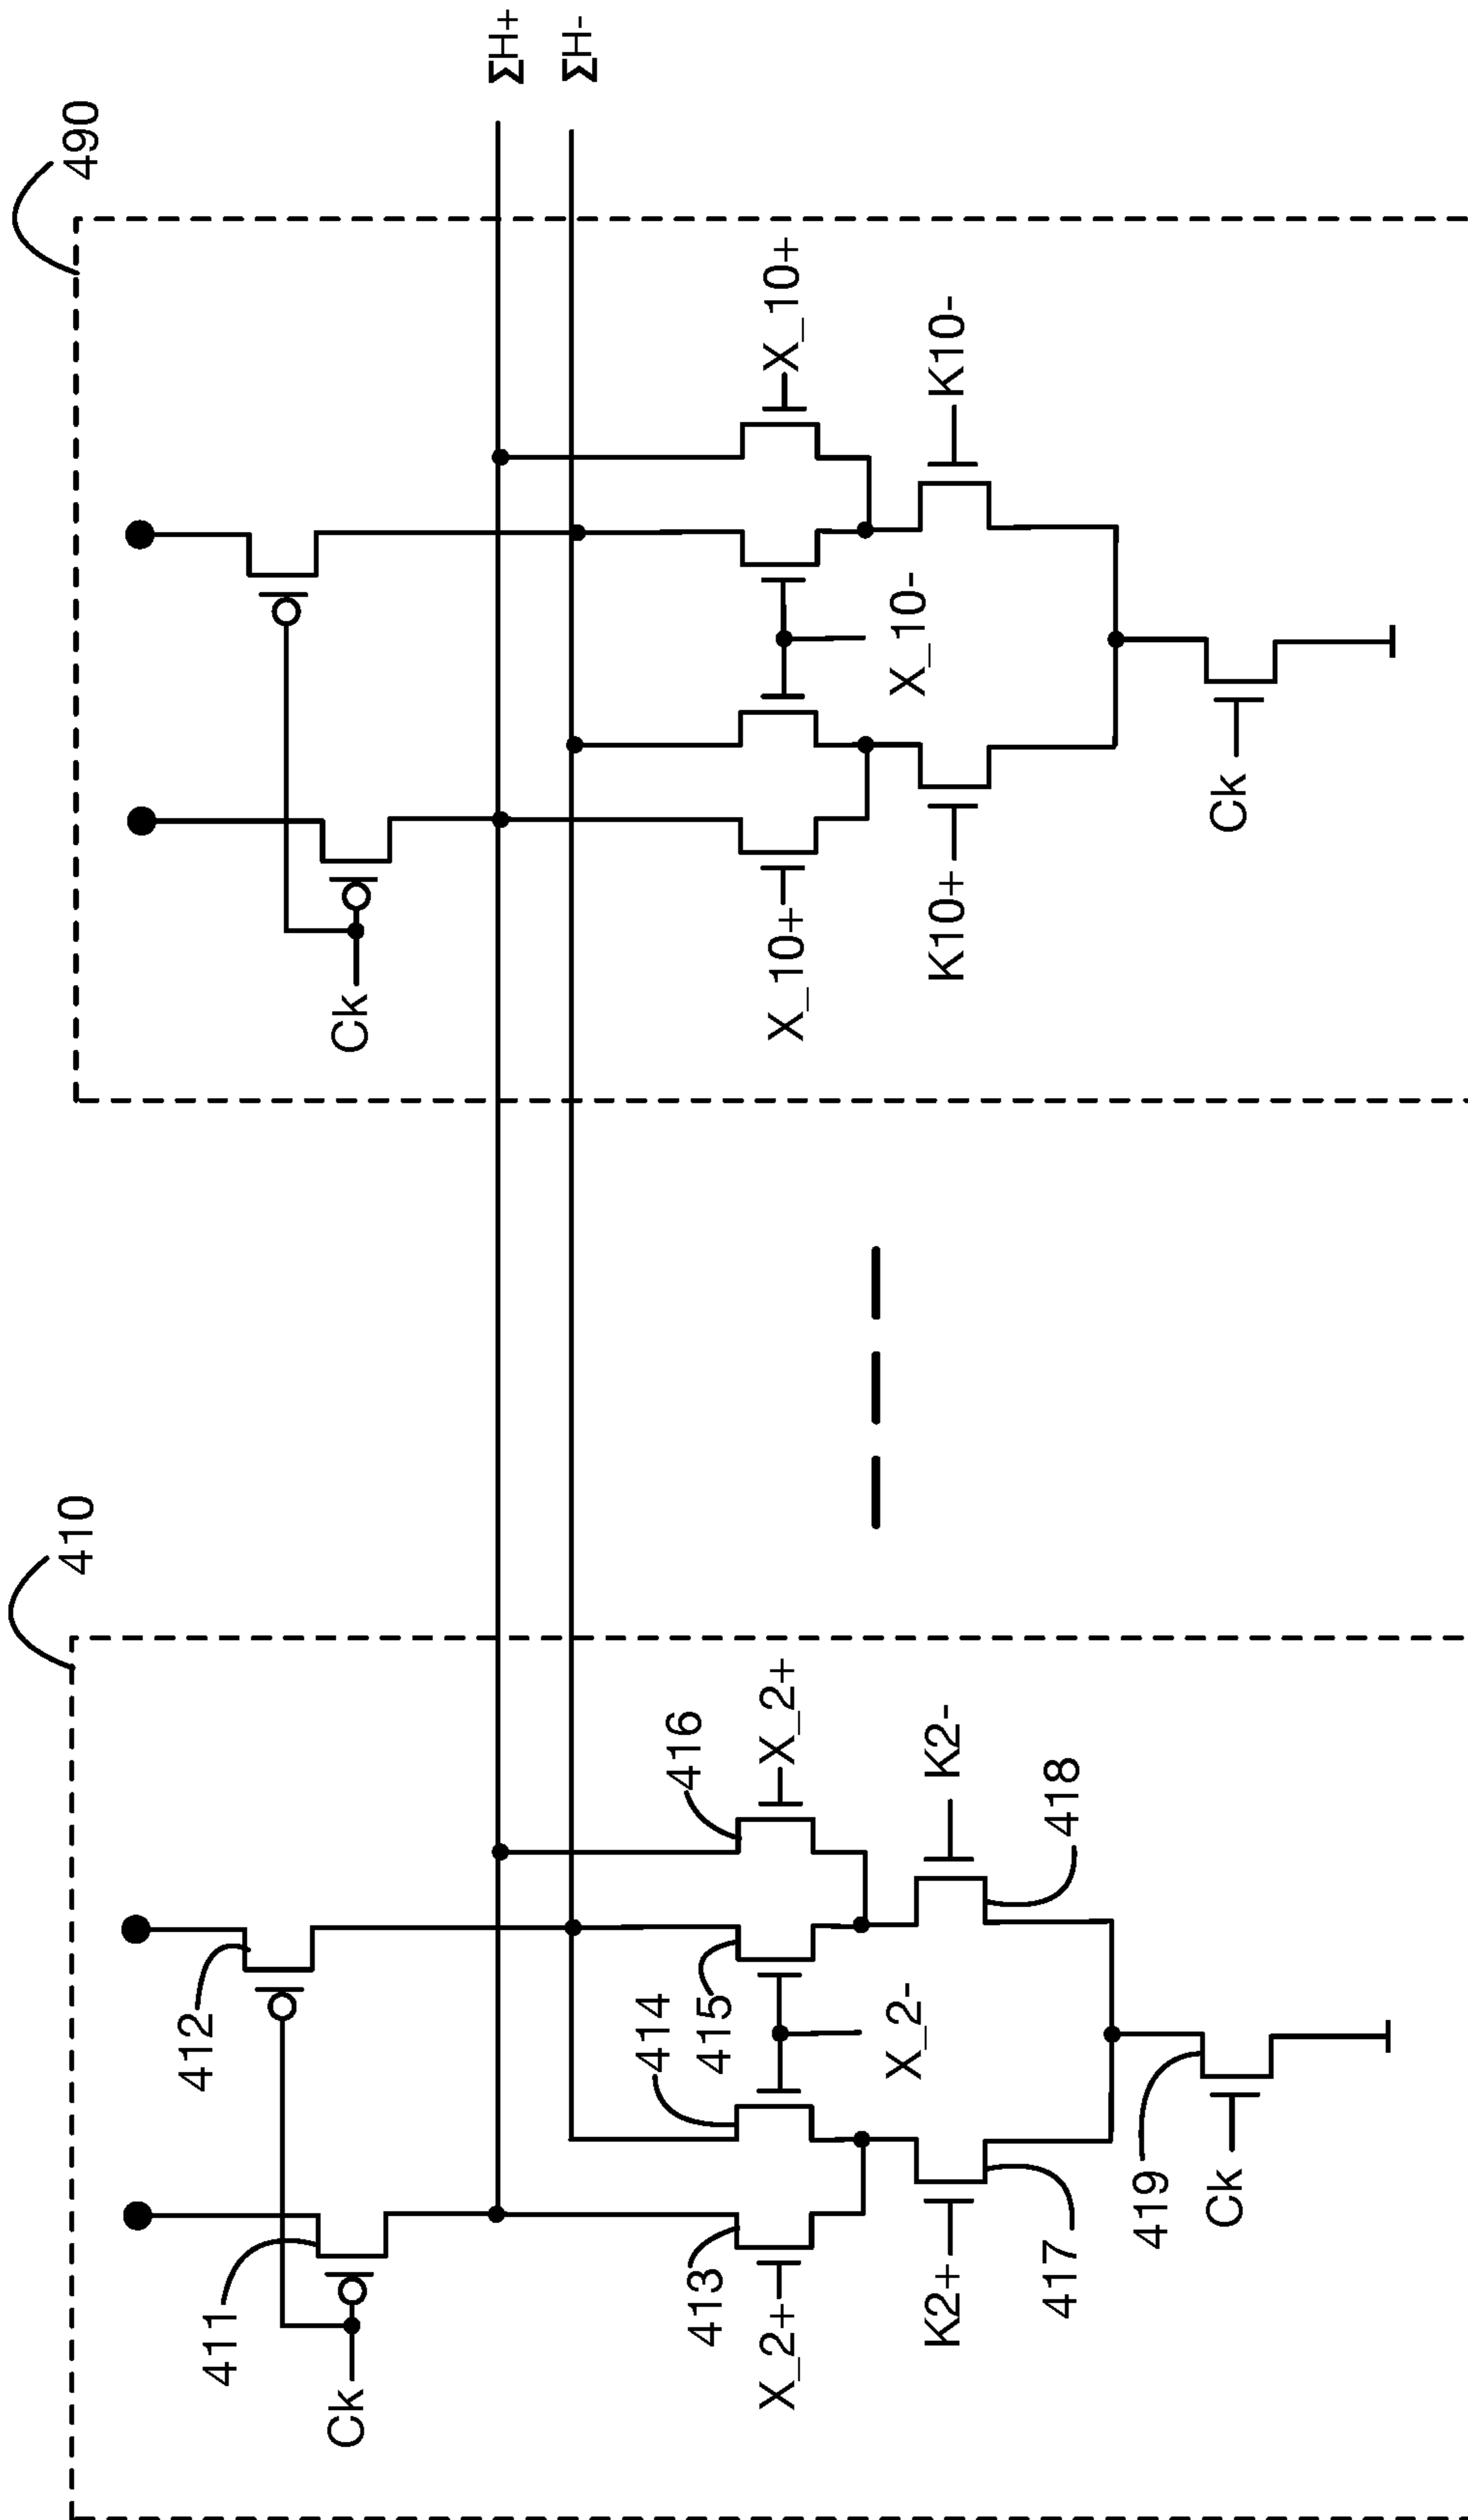 410
490
411
412
Ck
Ck
ΣH+
ΣH-
413
414
415
416
X_2+
X_2-
X_2+
K2+
K2-
417
418
419
Ck
X_10+
X_10-
X_10+
K10+
K10-
Ck